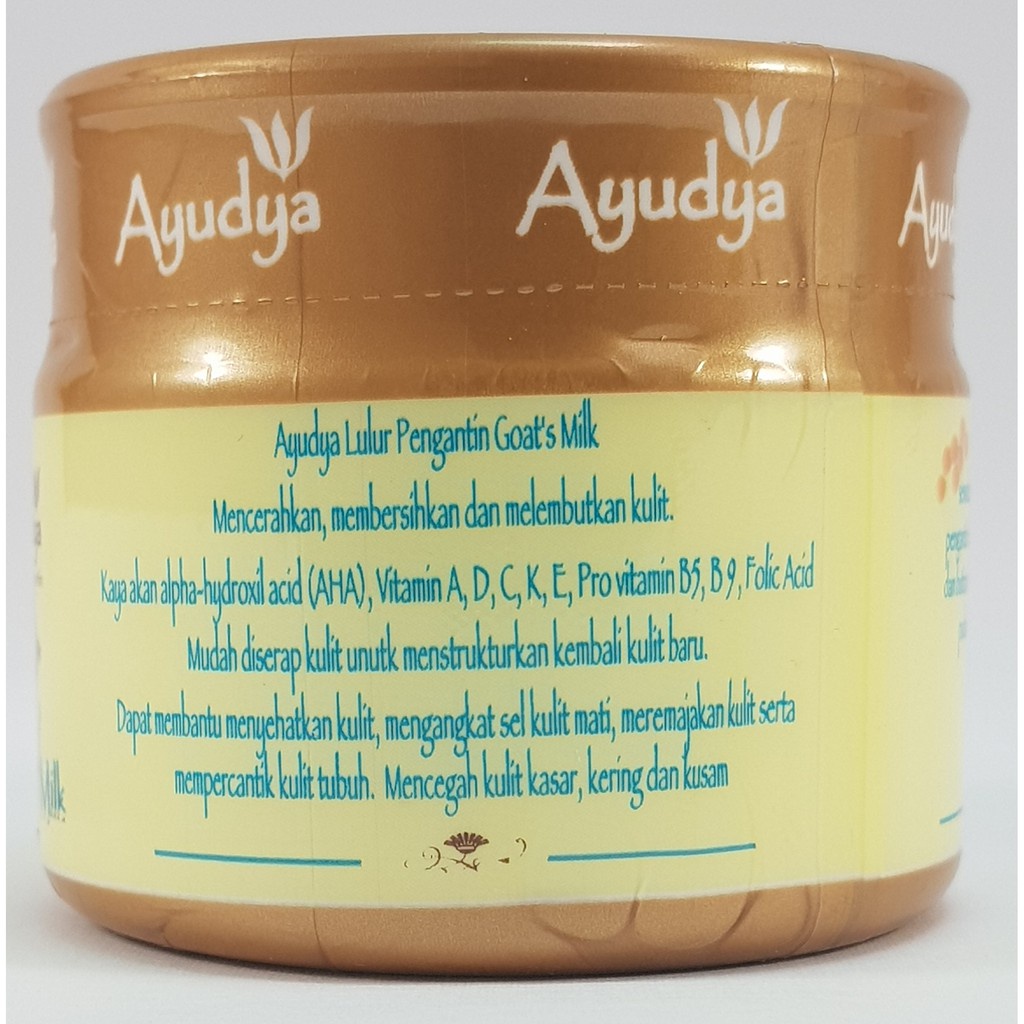 Ayudya
Ayudya
Ayudya Lulur Pengantin Goat's Milk
Mencerahkan, membersihkan dan melembutkan kulit.
Kaya akan alpha-hydroxil acid (AHA), Vitamin A, D, C, K, E, Pro vitamin B5, B9, Folic Acid
Mudah diserap kulit unutk menstrukturkan kembali kulit baru.
Dapat membantu menyehatkan kulit, mengangkat sel kulit mati, meremajakan kulit serta
mempercantik kulit tubuh. Mencegah kulit kasar, kering dan kusam
Milk